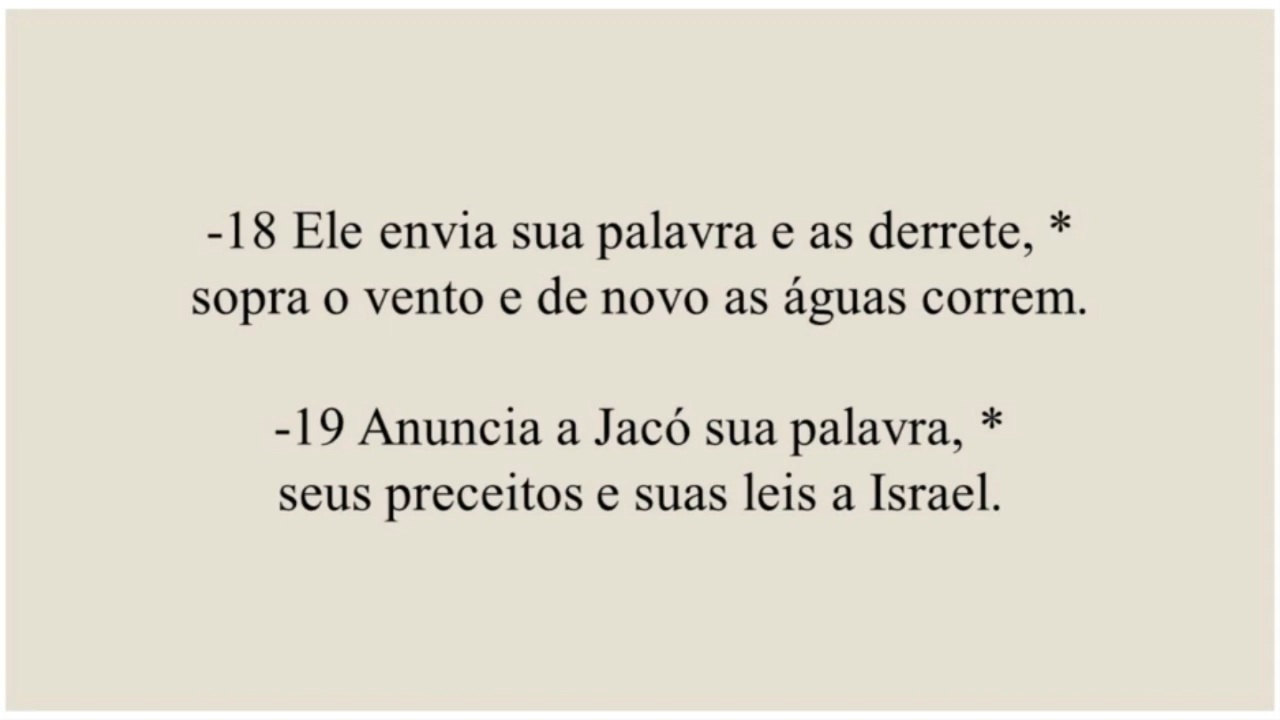 -18 Ele envia sua palavra e as derrete, *
sopra o vento e de novo as águas correm.
-19 Anuncia a Jacó sua palavra, *
seus preceitos e suas leis a Israel.